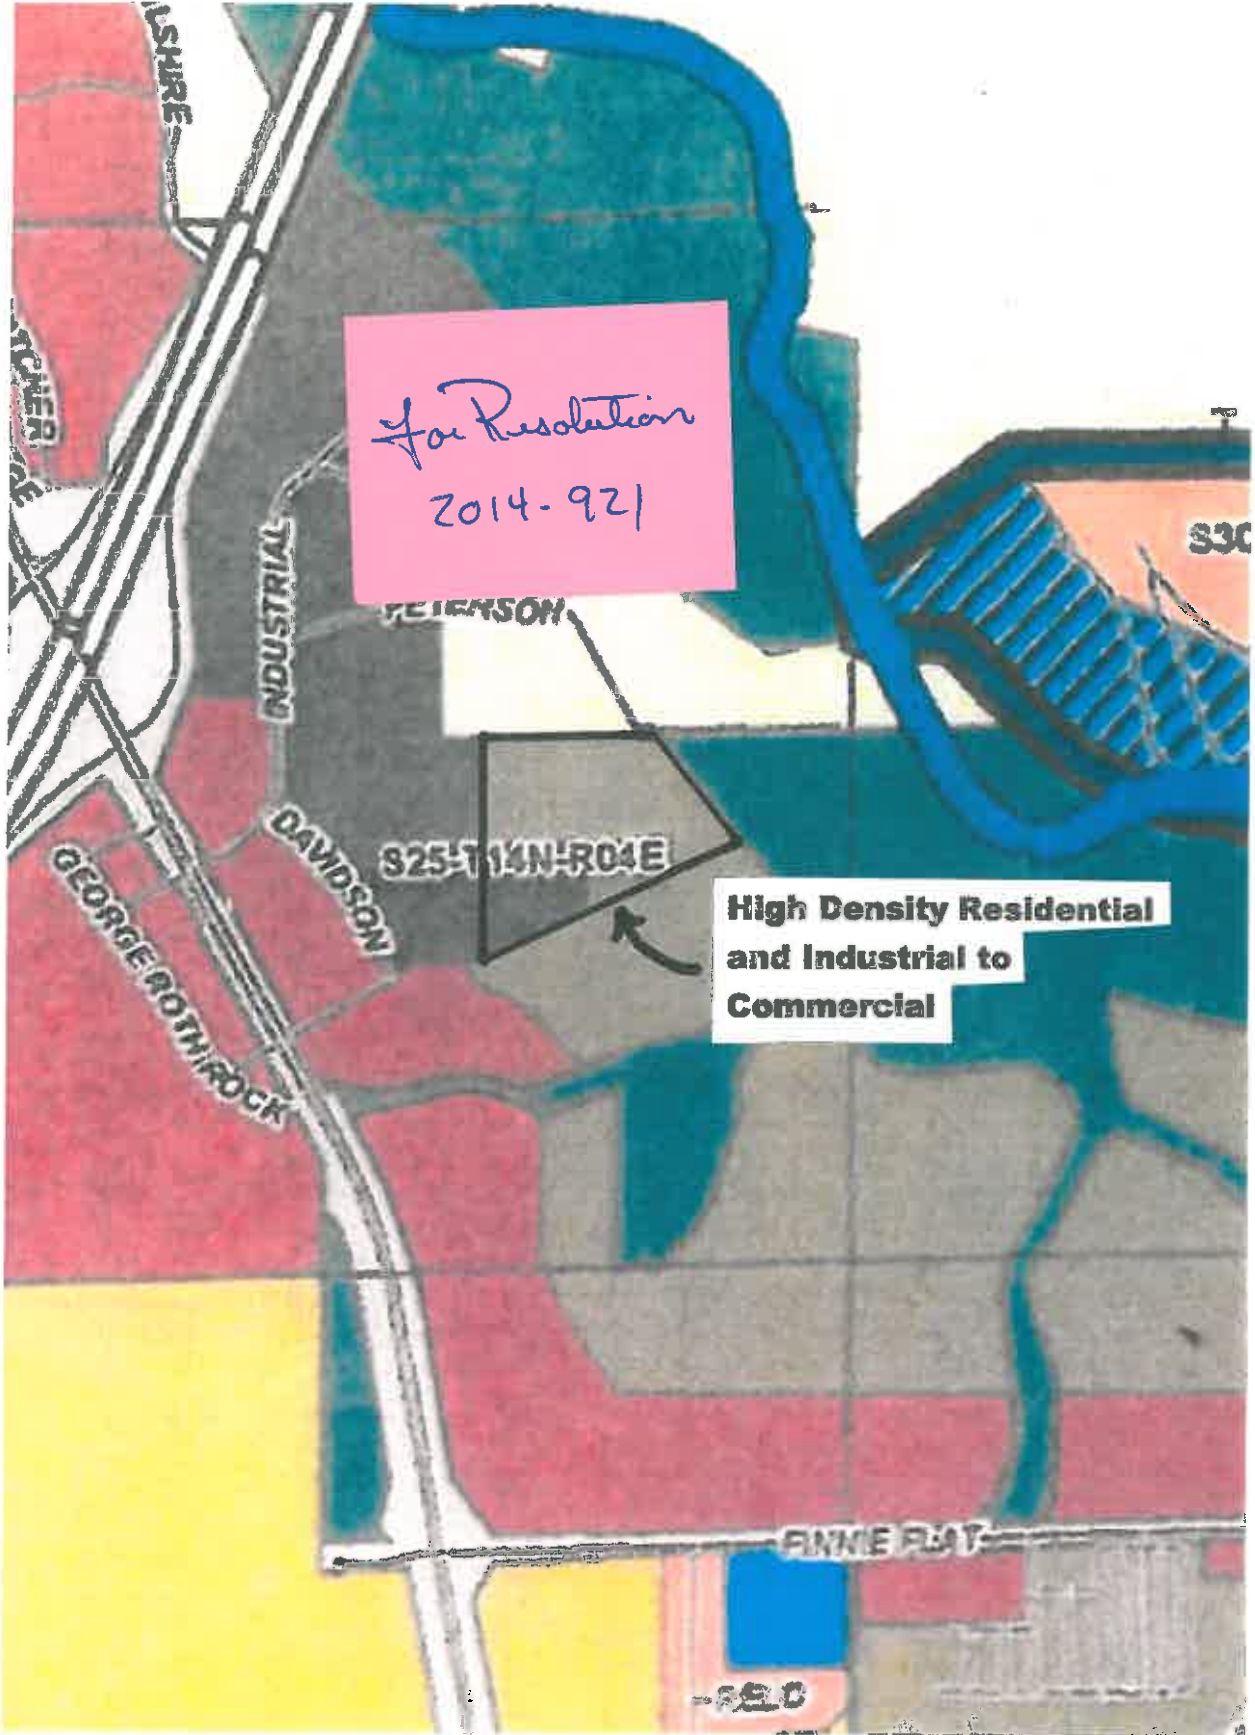 LSHIRE
For Resolution
2014-921
S30
INDUSTRIAL
PETERSON
DAVIDSON
S25-T14N-R04E
GEORGE ROTHROCK
High Density Residential
and Industrial to
Commercial
FINNIE FLAT